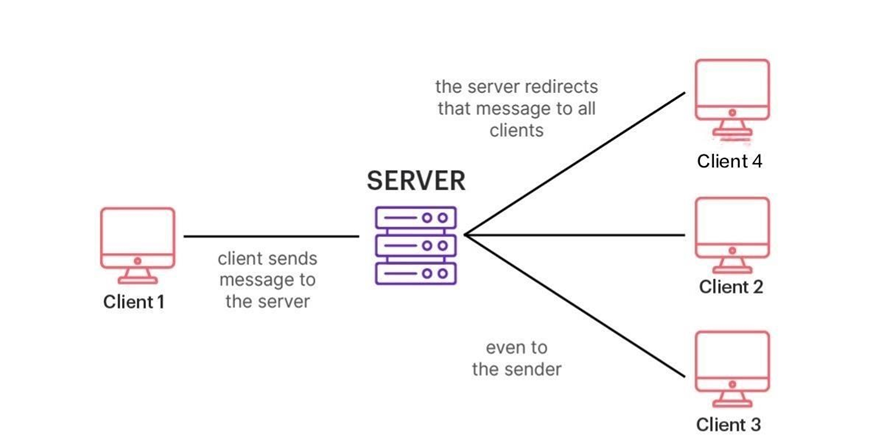 the server redirects
that message to all
clients
Client 4
SERVER
client sends
message to
the server
Client 1
Client 2
even to
the sender
Client 3